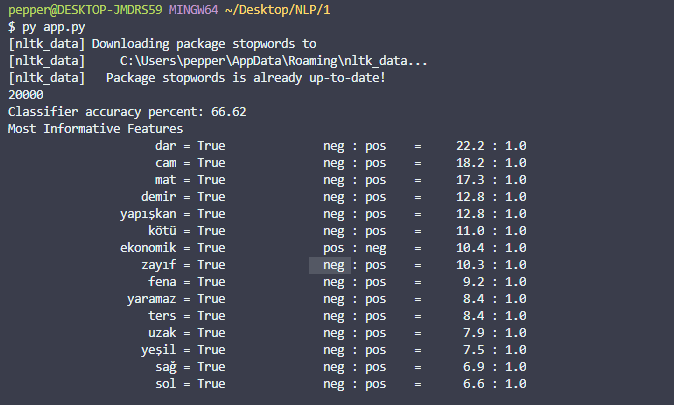 pepper@DESKTOP-JMDRS59 MINGW64 ~/Desktop/NLP/1
$ py app.py
[nltk_data] Downloading package stopwords to
[nltk_data]     C:\Users\pepper\AppData\Roaming\nltk_data...
[nltk_data]   Package stopwords is already up-to-date!
20000
Classifier accuracy percent: 66.62
Most Informative Features
dar = True neg : pos = 22.2 : 1.0
cam = True neg : pos = 18.2 : 1.0
mat = True neg : pos = 17.3 : 1.0
demir = True neg : pos = 12.8 : 1.0
yapışkan = True neg : pos = 12.8 : 1.0
kötü = True neg : pos = 11.0 : 1.0
ekonomik = True pos : neg = 10.4 : 1.0
zayıf = True neg : pos = 10.3 : 1.0
fena = True neg : pos = 9.2 : 1.0
yaramaz = True neg : pos = 8.4 : 1.0
ters = True neg : pos = 8.4 : 1.0
uzak = True neg : pos = 7.9 : 1.0
yeşil = True neg : pos = 7.5 : 1.0
sağ = True neg : pos = 6.9 : 1.0
sol = True neg : pos = 6.6 : 1.0